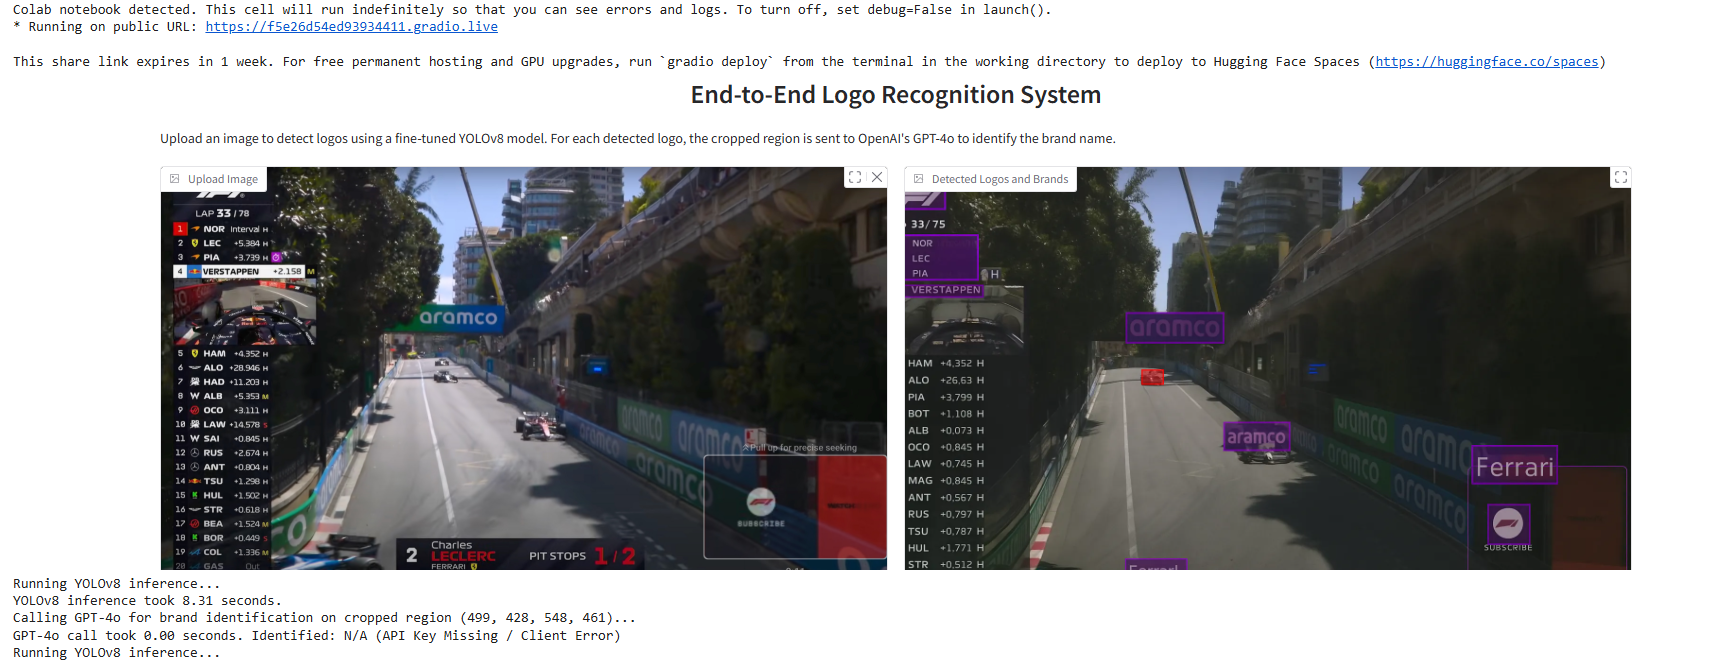 Colab notebook detected. This cell will run indefinitely so that you can see errors and logs. To turn off, set debug=False in launch().
* Running on public URL: https://f5e26d54ed93934411.gradio.live
This share link expires in 1 week. For free permanent hosting and GPU upgrades, run `gradio deploy` from the terminal in the working directory to deploy to Hugging Face Spaces (https://huggingface.co/spaces)
End-to-End Logo Recognition System
Upload an image to detect logos using a fine-tuned YOLOv8 model. For each detected logo, the cropped region is sent to OpenAI's GPT-4o to identify the brand name.
Upload Image
LAP 33 / 78
1 NOR Interval H
2 LEC +5.384 H
3 PIA +3.739 H
4 VERSTAPPEN +2.158 M
5 HAM +4.352 H
6 ALO +28.946 H
7 HAD +11.203 H
8 W ALB +5.353 M
9 OCO +3.111 H
10 LAW +14.578 S
11 W SAI +0.845 H
12 RUS +2.674 H
13 ANT +0.804 H
14 TSU +1.298 H
15 HUL +1.502 H
16 STR +0.618 H
17 BEA +1.524 M
18 BOR +0.449 S
19 COL +1.336 M
20 GAS Out
aramco
aramco
aramco
aramco
Pull up for precise seeking
SUBSCRIBE
2 Charles
LECLERC
FERRARI
PIT STOPS 1/2
Detected Logos and Brands
33/75
NOR
LEC
PIA
H
VERSTAPPEN
HAM +4,352 H
ALO +26,63 H
PIA +3,799 H
BOT +1.108 H
ALB +0,073 H
OCO +0,845 H
LAW +0,745 H
MAG +0,845 H
ANT +0,567 H
RUS +0,797 H
TSU +0,787 H
HUL +1,771 H
STR +0,512 H
aramco
aramco
aramco
aramco
aramco
aramco
Ferrari
SUBSCRIBE
Ferrari
Running YOLOv8 inference...
YOLOv8 inference took 8.31 seconds.
Calling GPT-4o for brand identification on cropped region (499, 428, 548, 461)...
GPT-4o call took 0.00 seconds. Identified: N/A (API Key Missing / Client Error)
Running YOLOv8 inference...